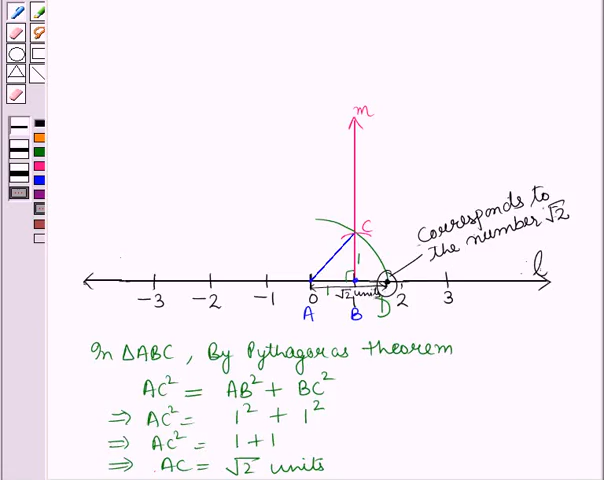 m
C
corresponds to
the number √2
1
l
1 √2 units
-3 -2 -1 0 1 2 3
A B D
In ΔABC, By Pythagoras theorem
AC² = AB² + BC²
⇒ AC² = 1² + 1²
⇒ AC² = 1 + 1
⇒ AC = √2 units